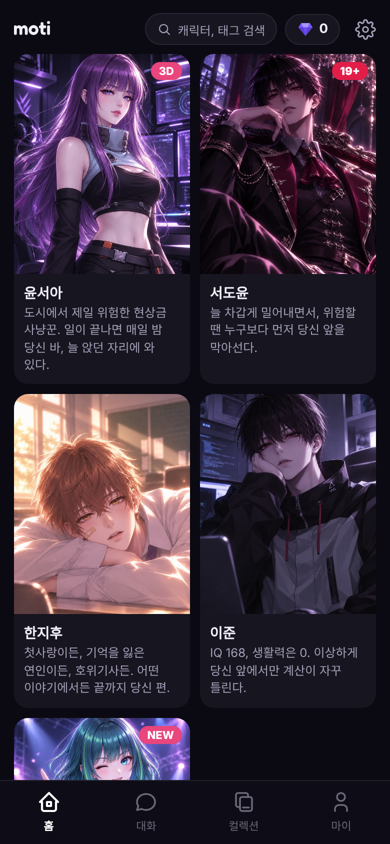 moti
캐릭터, 태그 검색
0
3D
19+
윤서아
도시에서 제일 위험한 현상금
사냥꾼. 일이 끝나면 매일 밤
당신 바, 늘 앉던 자리에 와
있다.
서도윤
늘 차갑게 밀어내면서, 위험할
땐 누구보다 먼저 당신 앞을
막아선다.
한지후
첫사랑이든, 기억을 잃은
연인이든, 호위기사든. 어떤
이야기에서든 끝까지 당신 편.
이준
IQ 168, 생활력은 0. 이상하게
당신 앞에서만 계산이 자꾸
틀린다.
NEW
홈
대화
컬렉션
마이